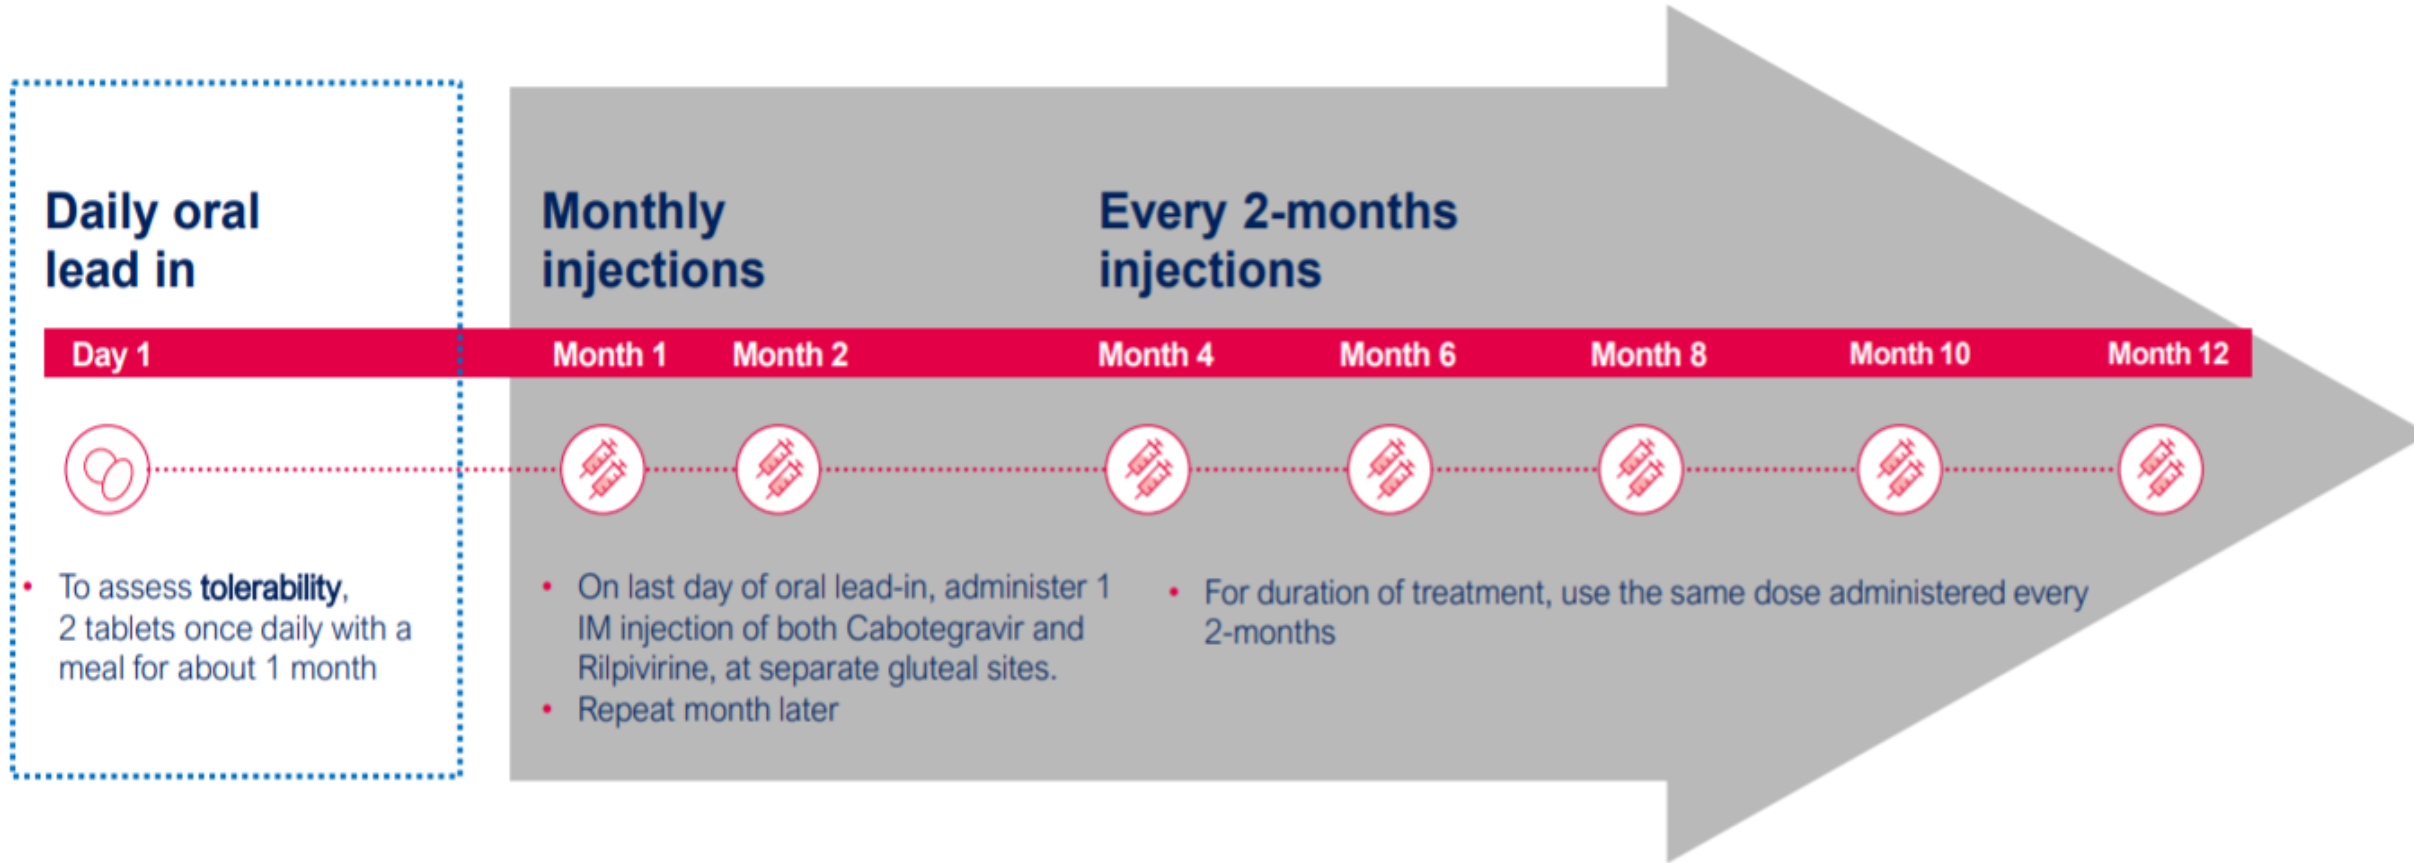 Daily oral
lead in
Monthly
injections
Every 2-months
injections
Day 1
Month 1
Month 2
Month 4
Month 6
Month 8
Month 10
Month 12
• To assess tolerability,
2 tablets once daily with a
meal for about 1 month
• On last day of oral lead-in, administer 1
IM injection of both Cabotegravir and
Rilpivirine, at separate gluteal sites.
• Repeat month later
• For duration of treatment, use the same dose administered every
2-months